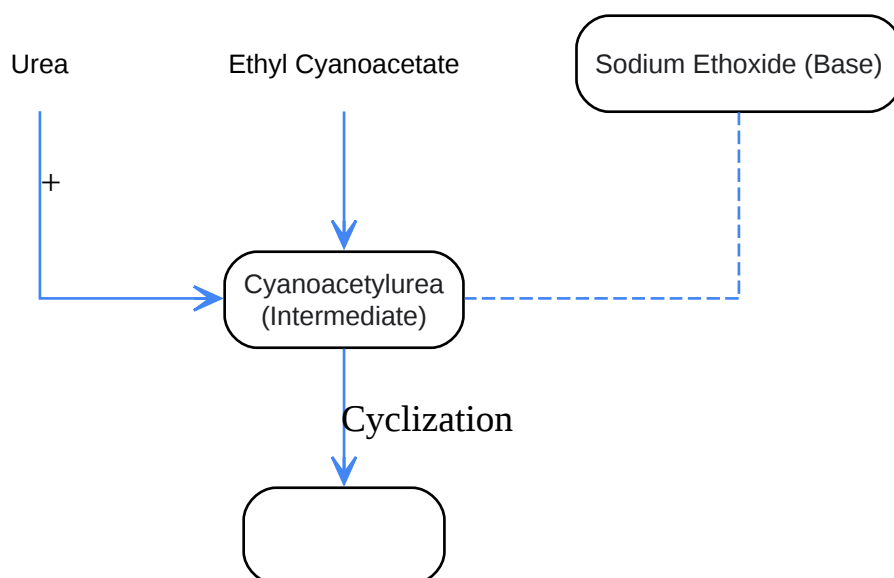 Urea
Ethyl Cyanoacetate
Sodium Ethoxide (Base)
+
Cyanoacetylurea
(Intermediate)
Cyclization